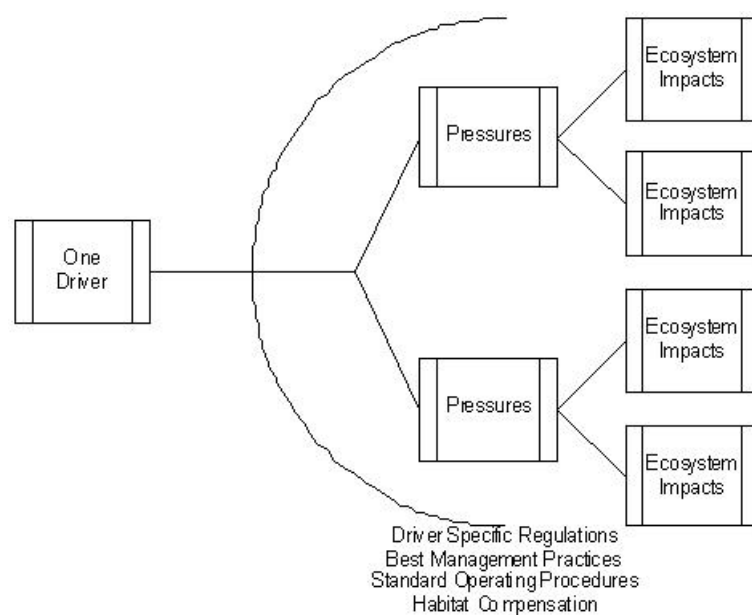 One
Driver
Pressures
Ecosystem
Impacts
Ecosystem
Impacts
Pressures
Ecosystem
Impacts
Ecosystem
Impacts
Driver Specific Regulations
Best Management Practices
Standard Operating Procedures
Habitat Compensation